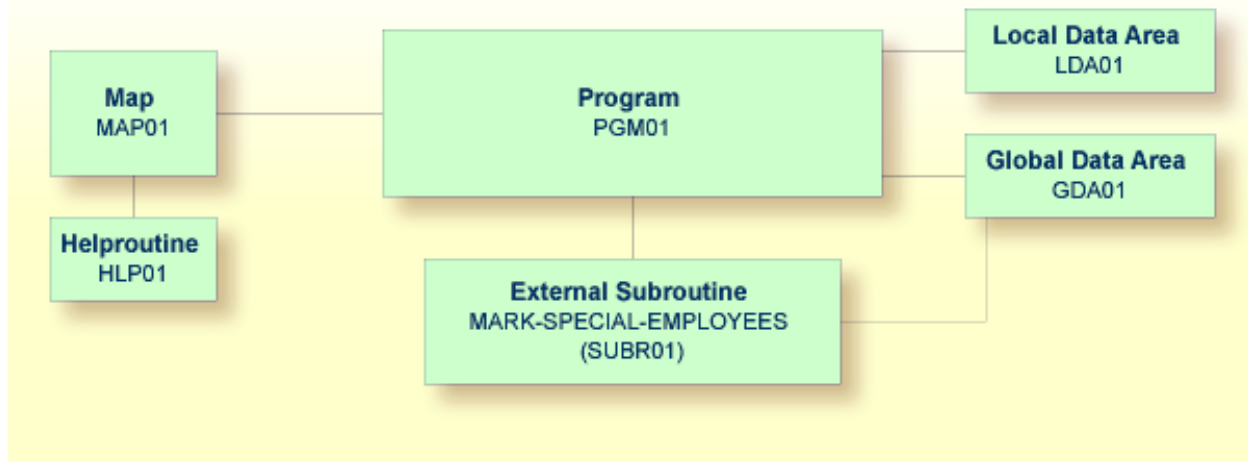 Map
MAP01
Helproutine
HLP01
Program
PGM01
External Subroutine
MARK-SPECIAL-EMPLOYEES
(SUBR01)
Local Data Area
LDA01
Global Data Area
GDA01